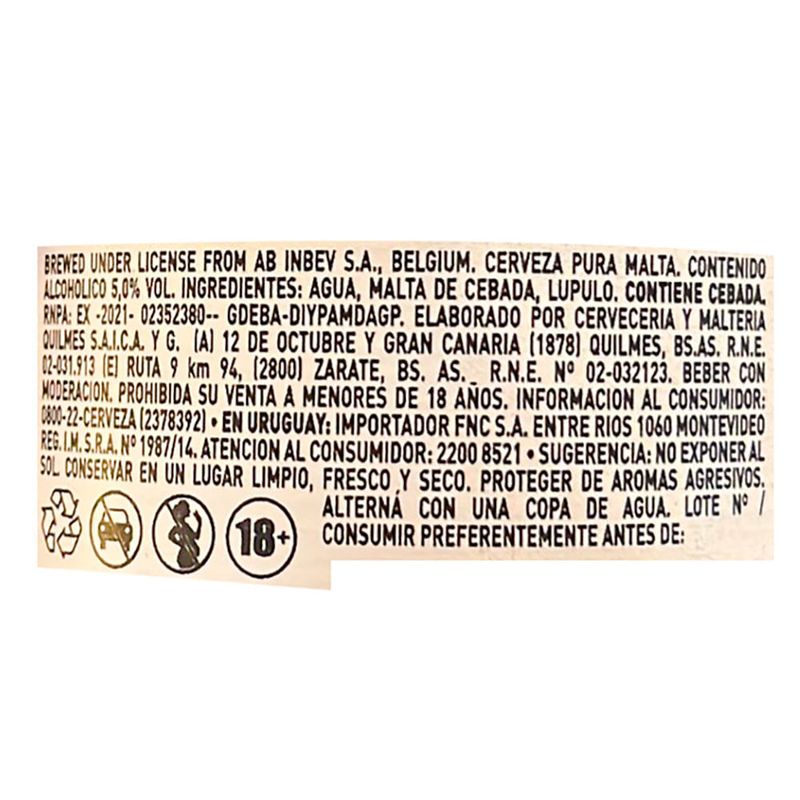 BREWED UNDER LICENSE FROM AB INBEV S.A., BELGIUM. CERVEZA PURA MALTA. CONTENIDO
ALCOHOLICO 5,0% VOL. INGREDIENTES: AGUA, MALTA DE CEBADA, LUPULO. CONTIENE CEBADA.
RNPA: EX -2021- 02352380-- GDEBA-DIYPAMDAGP. ELABORADO POR CERVECERIA Y MALTERIA
QUILMES S.A.I.C.A. Y G. (A) 12 DE OCTUBRE Y GRAN CANARIA (1878) QUILMES, BS.AS. R.N.E.
02-031.913 (E) RUTA 9 km 94, (2800) ZARATE, BS. AS. R.N.E. Nº 02-032123. BEBER CON
MODERACION. PROHIBIDA SU VENTA A MENORES DE 18 AÑOS. INFORMACION AL CONSUMIDOR:
0800-22-CERVEZA (2378392) • EN URUGUAY: IMPORTADOR FNC S.A. ENTRE RIOS 1060 MONTEVIDEO
REG. I.M. S.R.A. Nº 1987/14. ATENCION AL CONSUMIDOR: 2200 8521 • SUGERENCIA: NO EXPONER AL
SOL. CONSERVAR EN UN LUGAR LIMPIO, FRESCO Y SECO. PROTEGER DE AROMAS AGRESIVOS.
ALTERNÁ CON UNA COPA DE AGUA. LOTE Nº /
CONSUMIR PREFERENTEMENTE ANTES DE:
18+